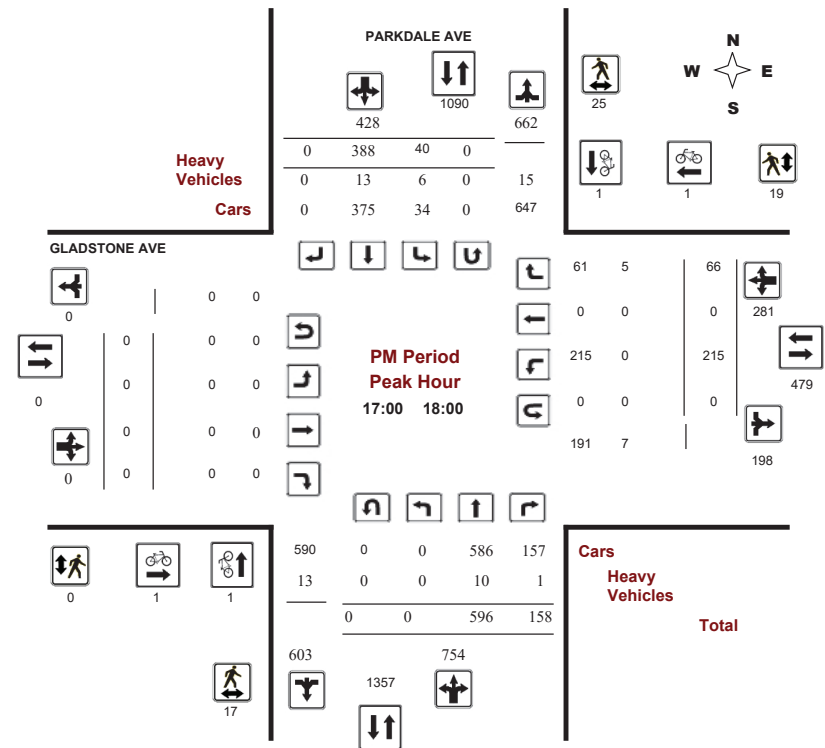 PARKDALE AVE
N
W E
S
1090
25
428 662
0 388 40 0
Heavy
Vehicles
0 13 6 0 15
1 1 19
Cars
0 375 34 0 647
GLADSTONE AVE
61 5 66
0 0
0
0 0 0
281
0 0 0
PM Period
Peak Hour
17:00 18:00
215 0 215
479
0 0 0
0
0 0 0
0 0 0
191 7
198
0
0 0 0
590 0 0 586 157
Cars
13 0 0 10 1
Heavy
Vehicles
0 1 1
0 0 596 158
Total
603 754
1357
17